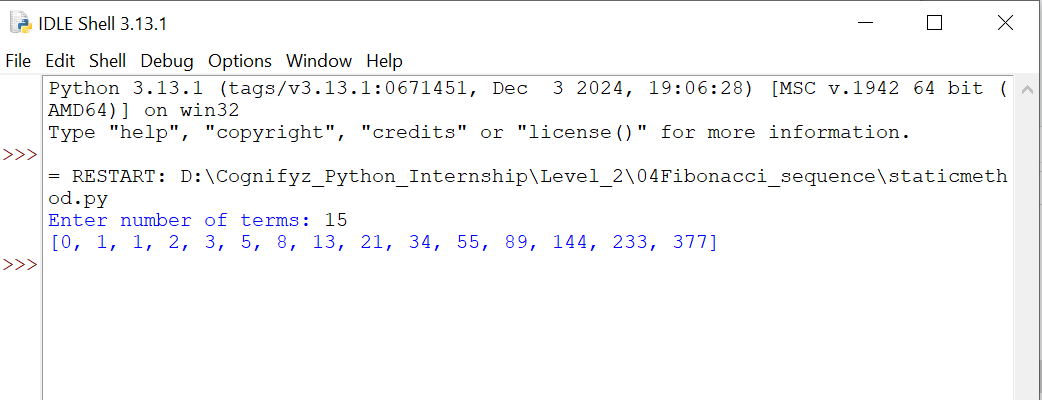 IDLE Shell 3.13.1
File Edit Shell Debug Options Window Help
Python 3.13.1 (tags/v3.13.1:0671451, Dec  3 2024, 19:06:28) [MSC v.1942 64 bit (
AMD64)] on win32
Type "help", "copyright", "credits" or "license()" for more information.
>>>
= RESTART: D:\Cognifyz_Python_Internship\Level_2\04Fibonacci_sequence\staticmeth
od.py
Enter number of terms: 15
[0, 1, 1, 2, 3, 5, 8, 13, 21, 34, 55, 89, 144, 233, 377]
>>>